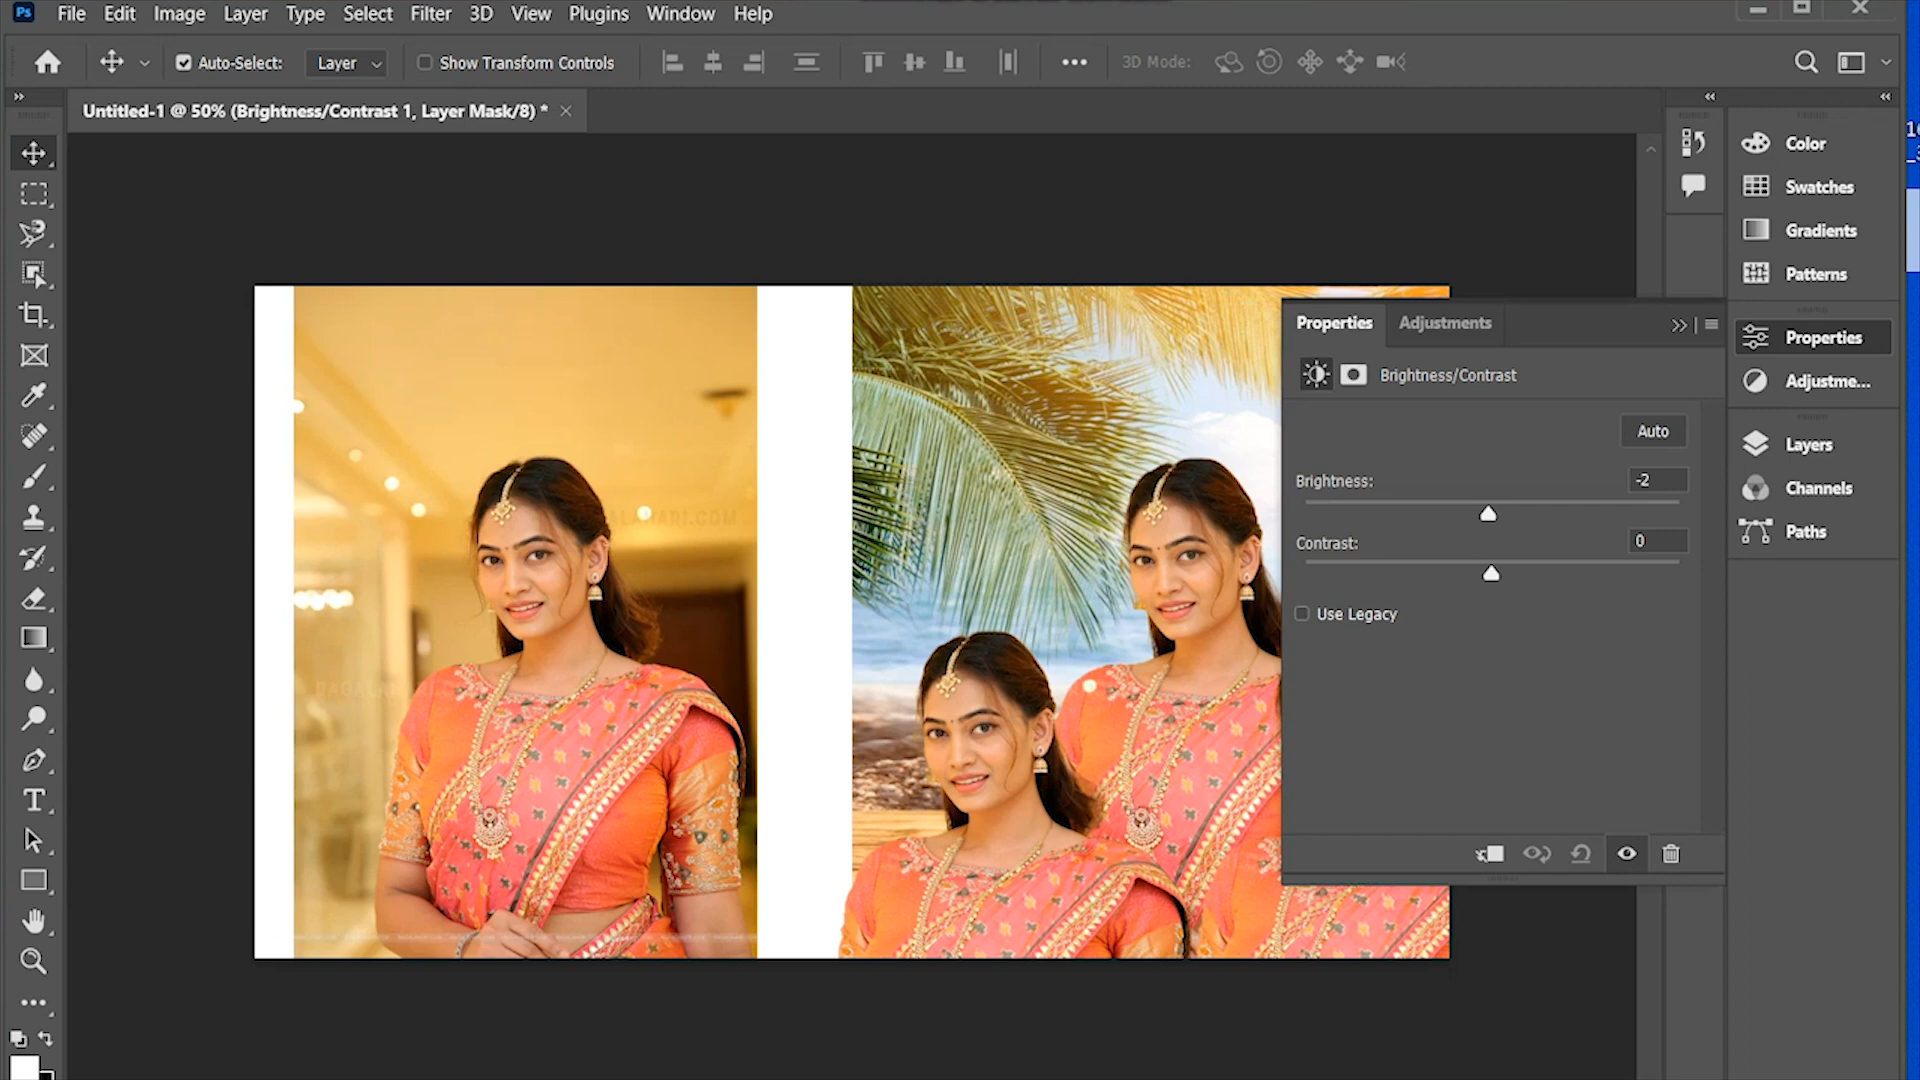 Ps File Edit Image Layer Type Select Filter 3D View Plugins Window Help
Auto-Select: Layer Show Transform Controls 3D Mode:
Untitled-1 @ 50% (Brightness/Contrast 1, Layer Mask/8) *
Color
Swatches
Gradients
Patterns
Properties
Adjustme...
Layers
Channels
Paths
Properties Adjustments
Brightness/Contrast
Auto
Brightness: -2
Contrast: 0
Use Legacy